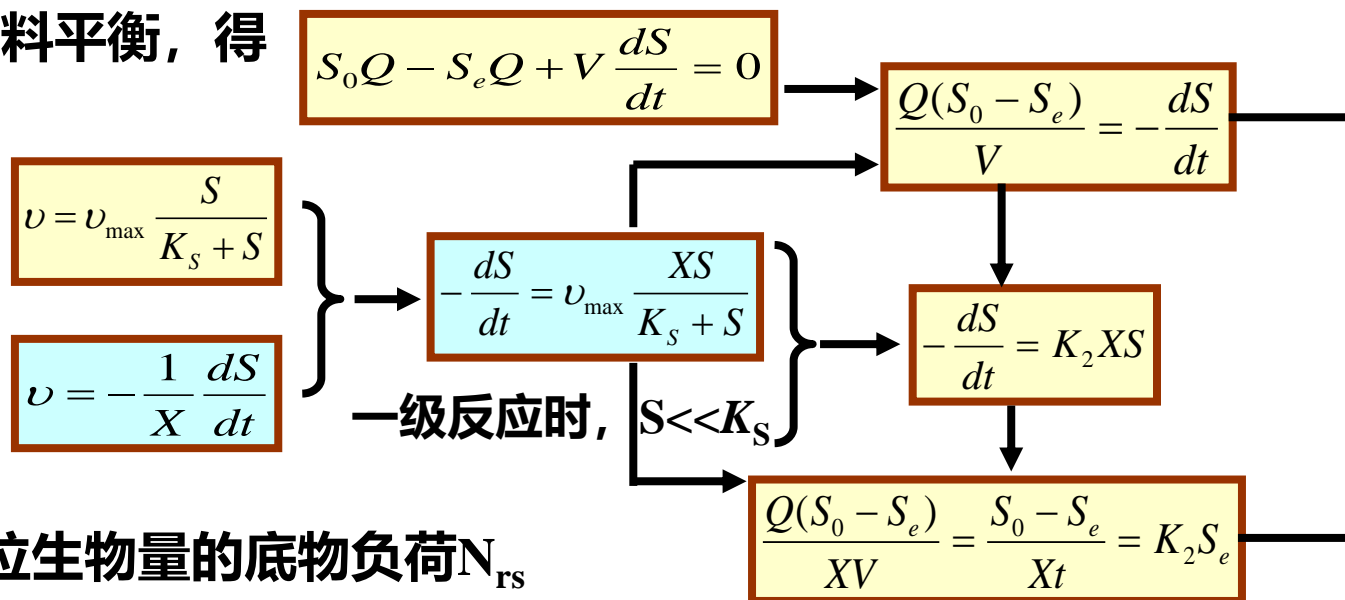 料平衡，得
S₀Q − SₑQ + V dS/dt = 0
Q(S₀ − Sₑ)/V = − dS/dt
υ = υmax S/(K_S + S)
− dS/dt = υmax XS/(K_S + S)
− dS/dt = K₂XS
υ = − 1/X dS/dt
一级反应时，S<<K_S
Q(S₀ − Sₑ)/XV = (S₀ − Sₑ)/Xt = K₂Sₑ
位生物量的底物负荷N_rs